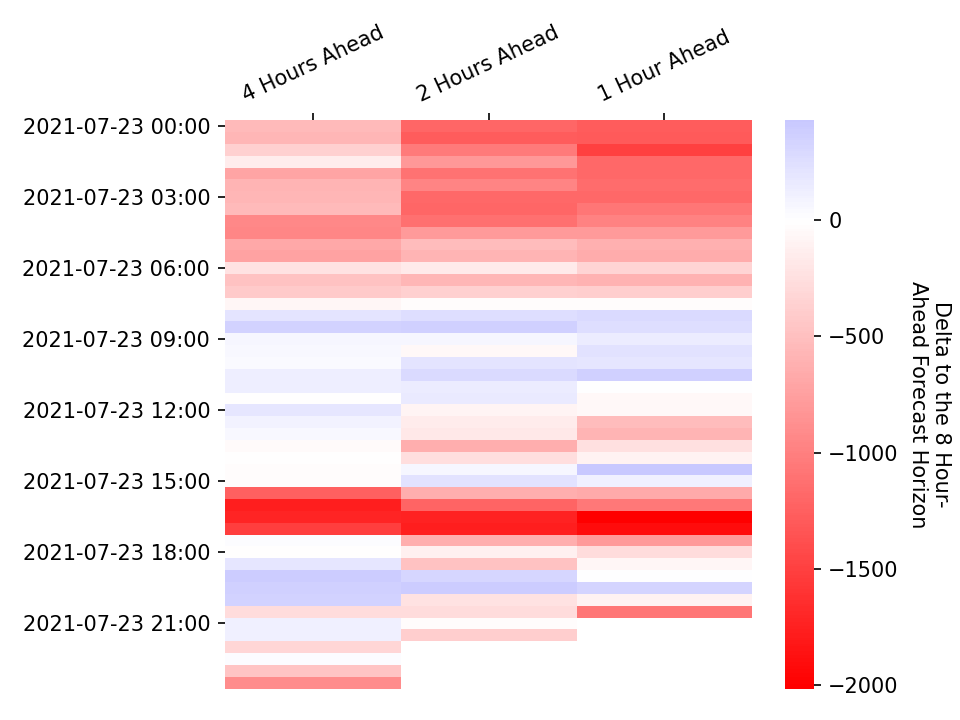 4 Hours Ahead
2 Hours Ahead
1 Hour Ahead
2021-07-23 00:00
2021-07-23 03:00
2021-07-23 06:00
2021-07-23 09:00
2021-07-23 12:00
2021-07-23 15:00
2021-07-23 18:00
2021-07-23 21:00
0
−500
−1000
−1500
−2000
Delta to the 8 Hour-
Ahead Forecast Horizon